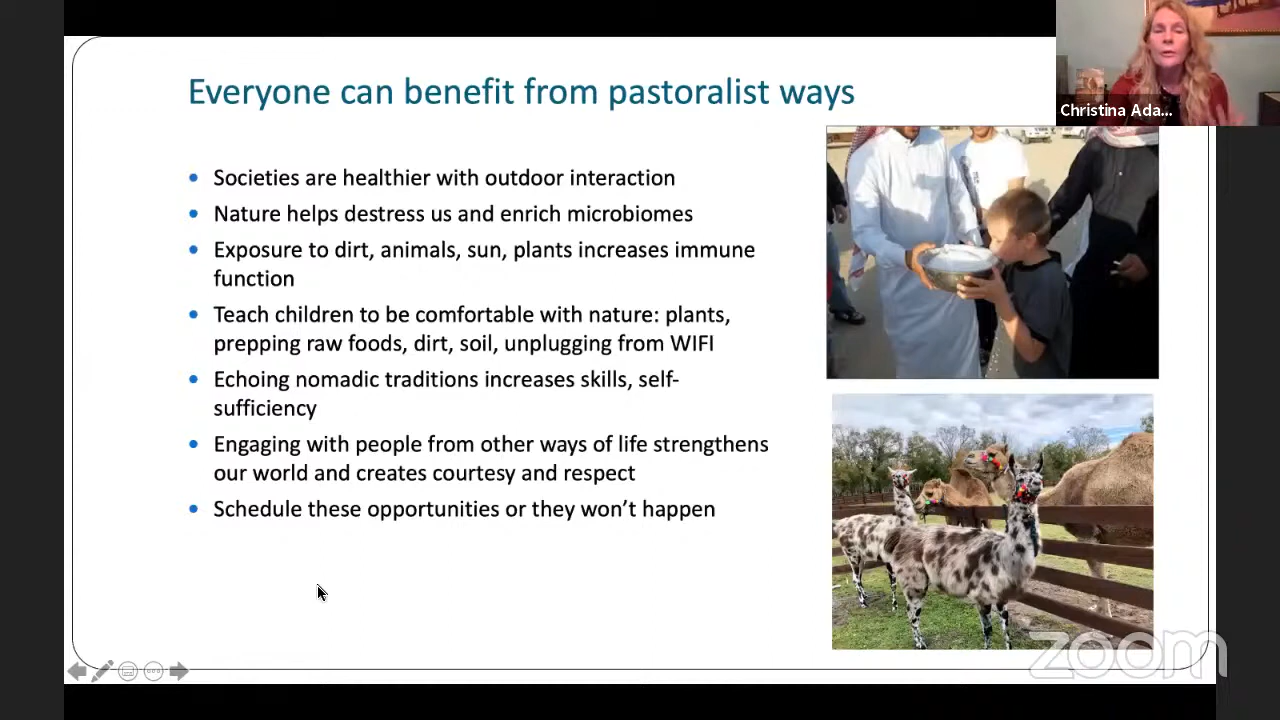 Everyone can benefit from pastoralist ways
Christina Ada...
Societies are healthier with outdoor interaction
Nature helps destress us and enrich microbiomes
Exposure to dirt, animals, sun, plants increases immune
function
Teach children to be comfortable with nature: plants,
prepping raw foods, dirt, soil, unplugging from WIFI
Echoing nomadic traditions increases skills, self-
sufficiency
Engaging with people from other ways of life strengthens
our world and creates courtesy and respect
Schedule these opportunities or they won’t happen
zoom